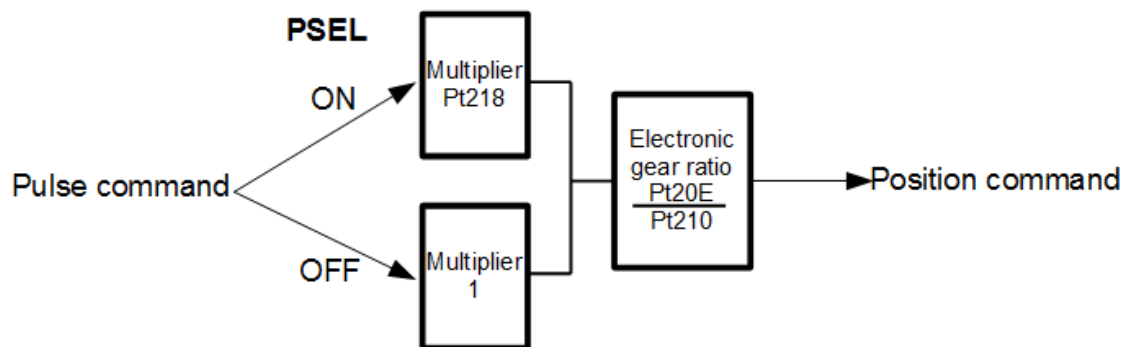 PSEL
ON
Multiplier
Pt218
Pulse command
Electronic
gear ratio
Pt20E
Pt210
Position command
OFF
Multiplier
1